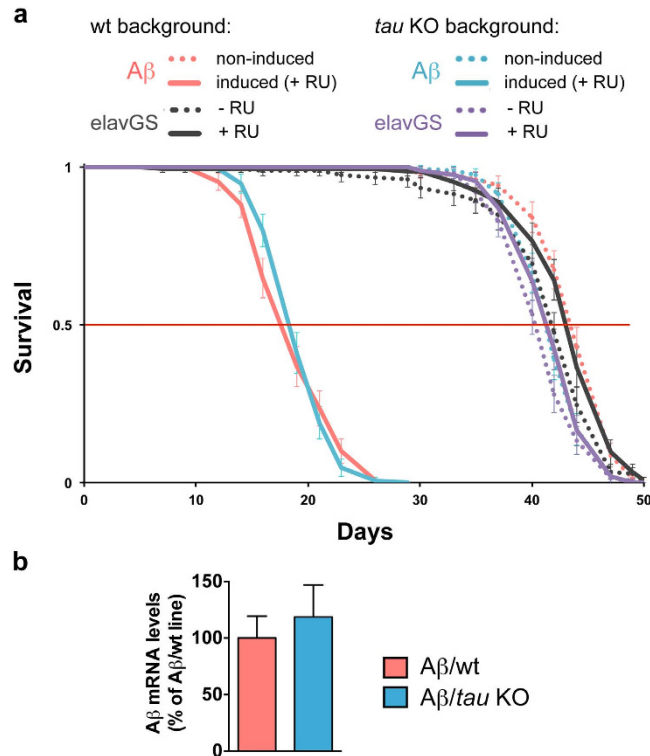 a
wt background:
tau KO background:
Aβ
non-induced
induced (+ RU)
elavGS
- RU
+ RU
Aβ
non-induced
induced (+ RU)
elavGS
- RU
+ RU
1
0.5
0
Survival
0 10 20 30 40 50
Days
b
Aβ mRNA levels
(% of Aβ/wt line)
150
100
50
0
Aβ/wt
Aβ/tau KO